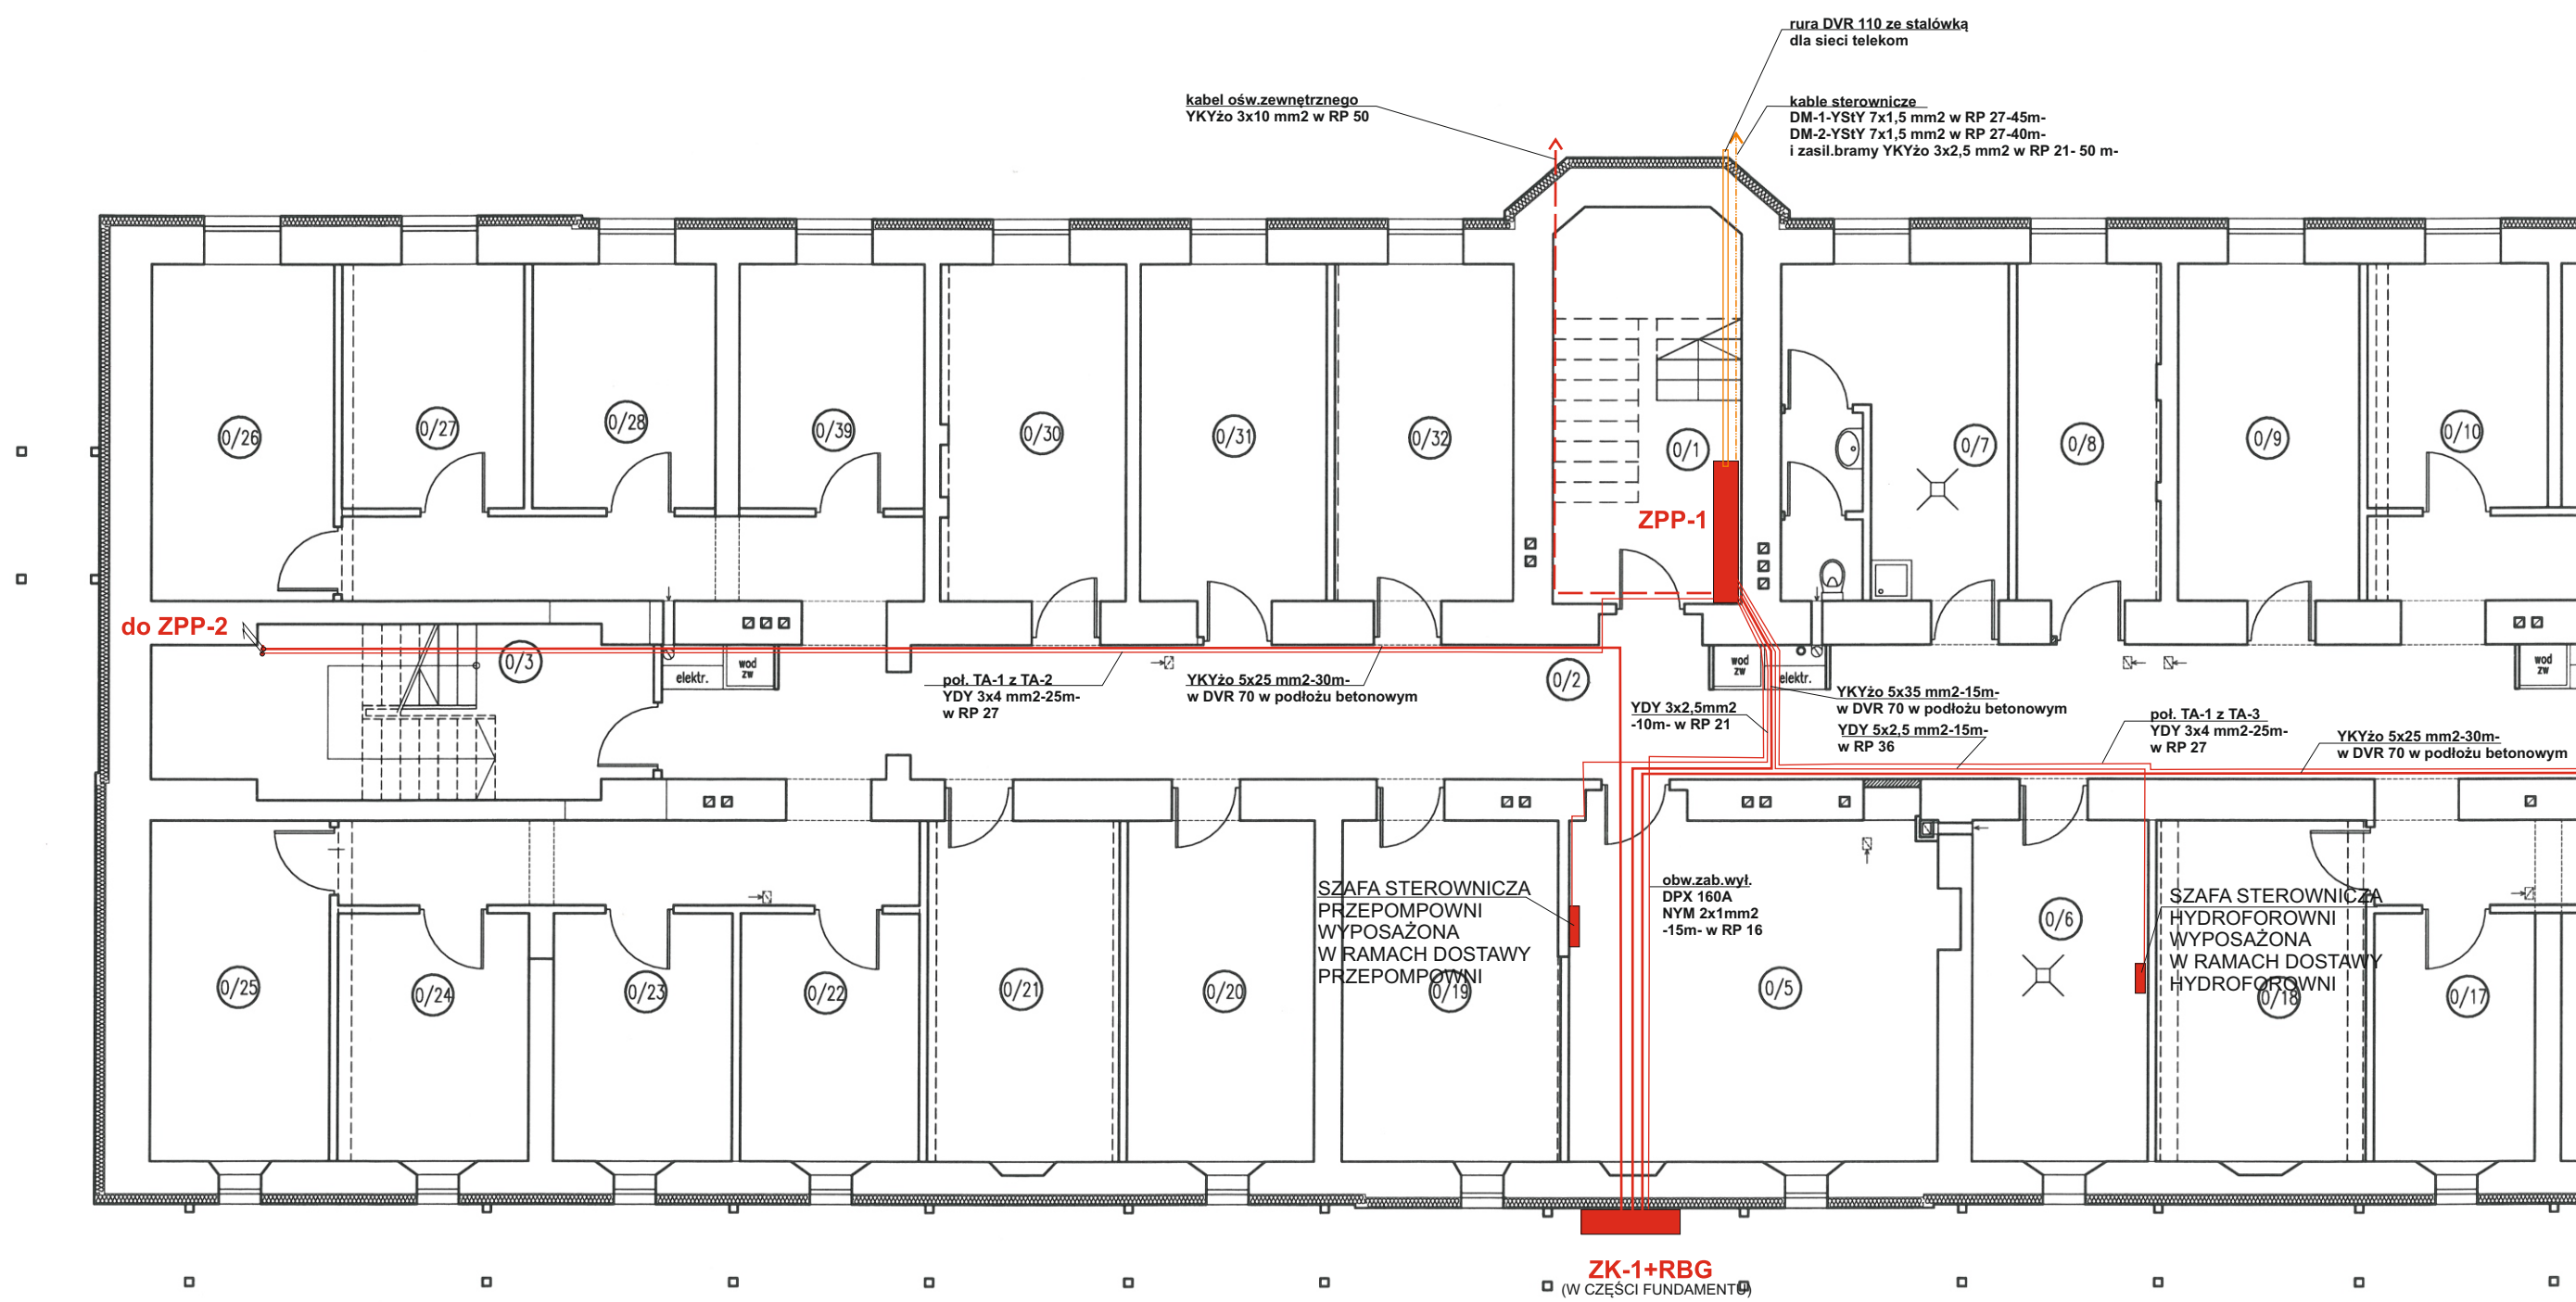 rura DVR 110 ze stalówką
dla sieci telekom
kabel ośw.zewnętrznego
YKYżo 3x10 mm2 w RP 50
kable sterownicze
DM-1-YStY 7x1,5 mm2 w RP 27-45m-
DM-2-YStY 7x1,5 mm2 w RP 27-40m-
i zasil.bramy YKYżo 3x2,5 mm2 w RP 21- 50 m-
0/26
0/27
0/28
0/39
0/30
0/31
0/32
0/1
0/7
0/8
0/9
0/10
ZPP-1
do ZPP-2
0/3
elektr.
wod
zw
poł. TA-1 z TA-2
YDY 3x4 mm2-25m-
w RP 27
YKYżo 5x25 mm2-30m-
w DVR 70 w podłożu betonowym
0/2
wod
zw
elektr.
YDY 3x2,5mm2
-10m- w RP 21
YKYżo 5x35 mm2-15m-
w DVR 70 w podłożu betonowym
YDY 5x2,5 mm2-15m-
w RP 36
poł. TA-1 z TA-3
YDY 3x4 mm2-25m-
w RP 27
YKYżo 5x25 mm2-30m-
w DVR 70 w podłożu betonowym
wod
zw
SZAFA STEROWNICZA
PRZEPOMPOWNI
WYPOSAŻONA
W RAMACH DOSTAWY
PRZEPOMPOWNI
obw.zab.wył.
DPX 160A
NYM 2x1mm2
-15m- w RP 16
SZAFA STEROWNICZA
HYDROFOROWNI
WYPOSAŻONA
W RAMACH DOSTAWY
HYDROFOROWNI
0/25
0/24
0/23
0/22
0/21
0/20
0/19
0/5
0/6
0/18
0/17
ZK-1+RBG
(W CZĘŚCI FUNDAMENTU)